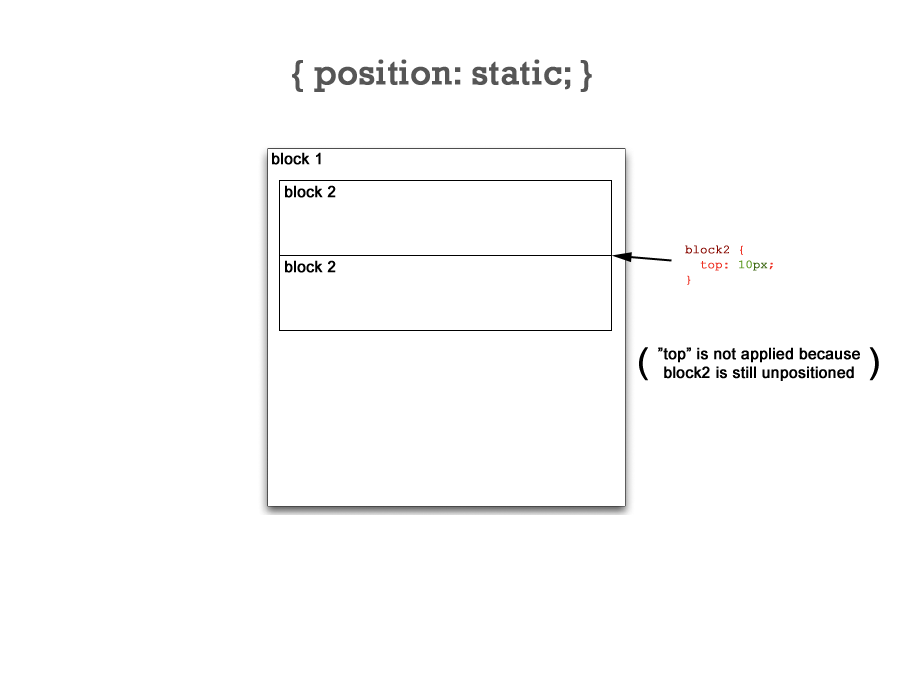 { position: static; }
block 1
block 2
block 2
block2 {
top: 10px;
}
( ”top” is not applied because
block2 is still unpositioned )